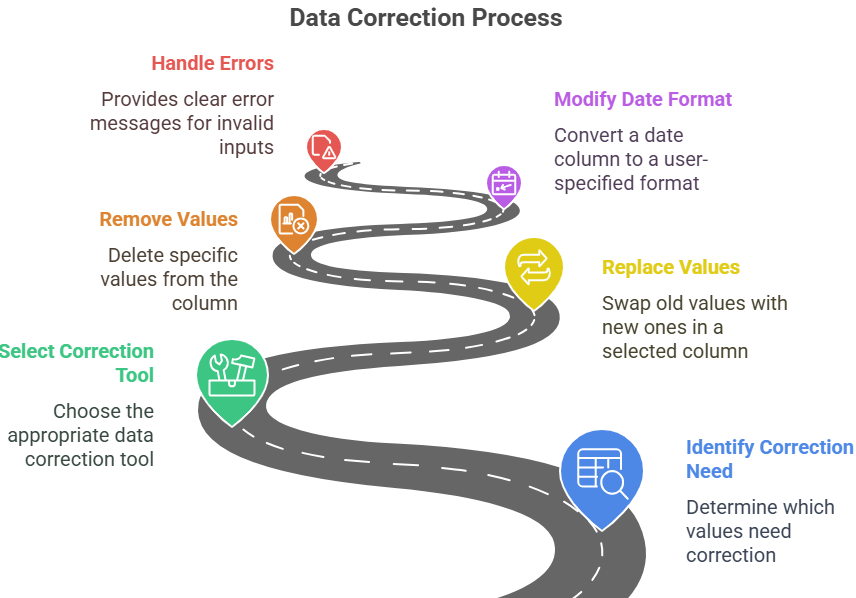 Data Correction Process
Handle Errors
Provides clear error
messages for invalid
inputs
Modify Date Format
Convert a date
column to a user-
specified format
Remove Values
Delete specific
values from the
column
Replace Values
Swap old values with
new ones in a
selected column
Select Correction
Tool
Choose the
appropriate data
correction tool
Identify Correction
Need
Determine which
values need
correction